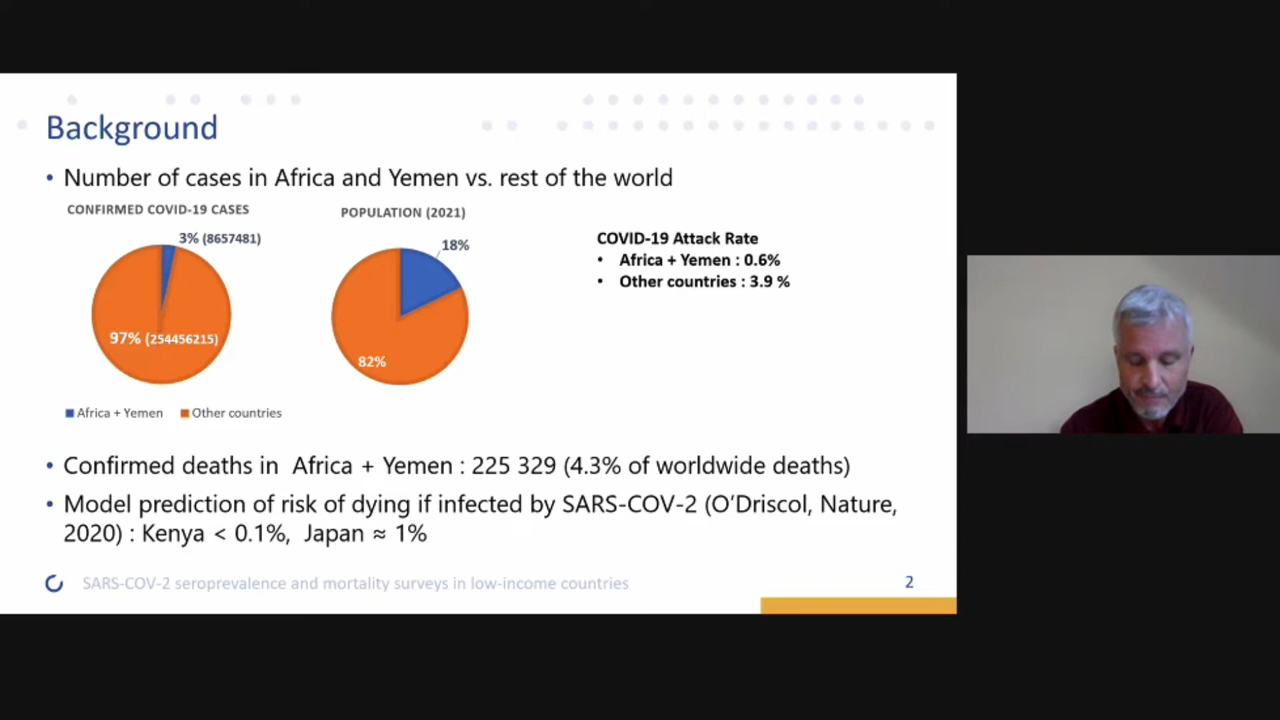 Background
• Number of cases in Africa and Yemen vs. rest of the world
CONFIRMED COVID-19 CASES
3% (8657481)
97% (254456215)
POPULATION (2021)
18%
82%
Africa + Yemen
Other countries
COVID-19 Attack Rate
• Africa + Yemen : 0.6%
• Other countries : 3.9 %
• Confirmed deaths in Africa + Yemen : 225 329 (4.3% of worldwide deaths)
• Model prediction of risk of dying if infected by SARS-COV-2 (O’Driscol, Nature,
2020) : Kenya < 0.1%, Japan ≈ 1%
SARS-COV-2 seroprevalence and mortality surveys in low-income countries
2